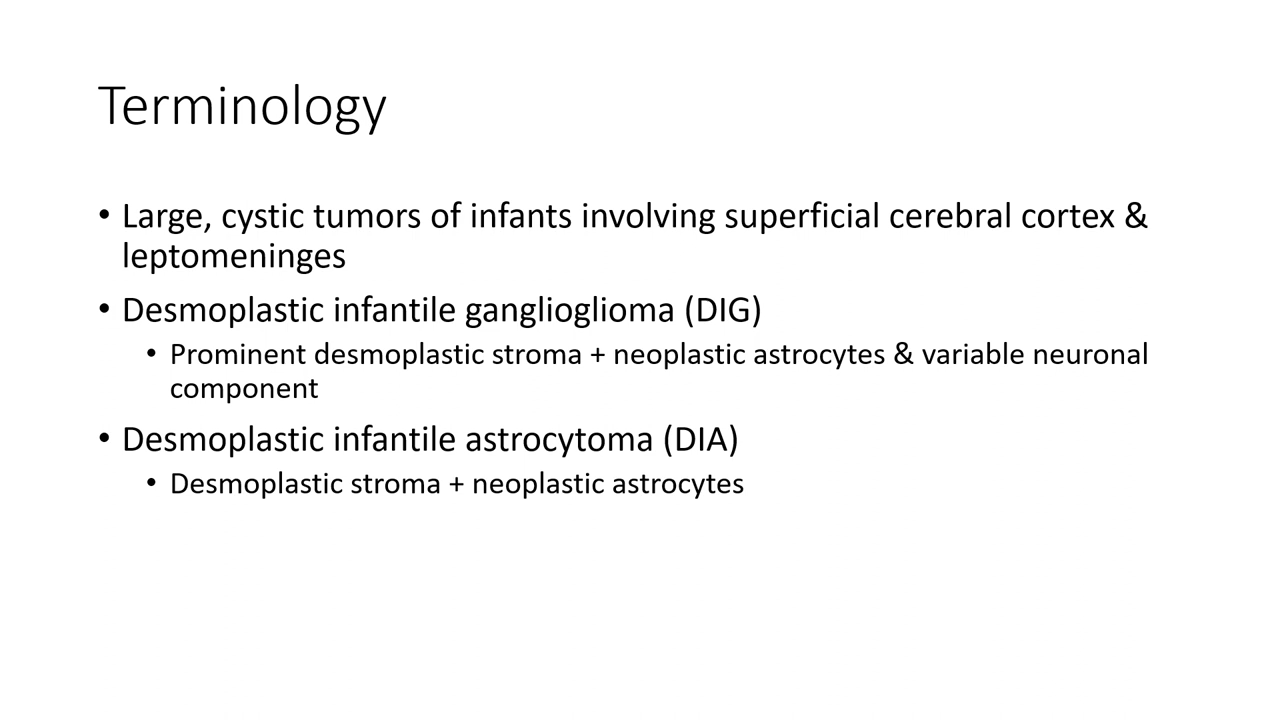 Terminology
• Large, cystic tumors of infants involving superficial cerebral cortex &
leptomeninges
• Desmoplastic infantile ganglioglioma (DIG)
• Prominent desmoplastic stroma + neoplastic astrocytes & variable neuronal
component
• Desmoplastic infantile astrocytoma (DIA)
• Desmoplastic stroma + neoplastic astrocytes